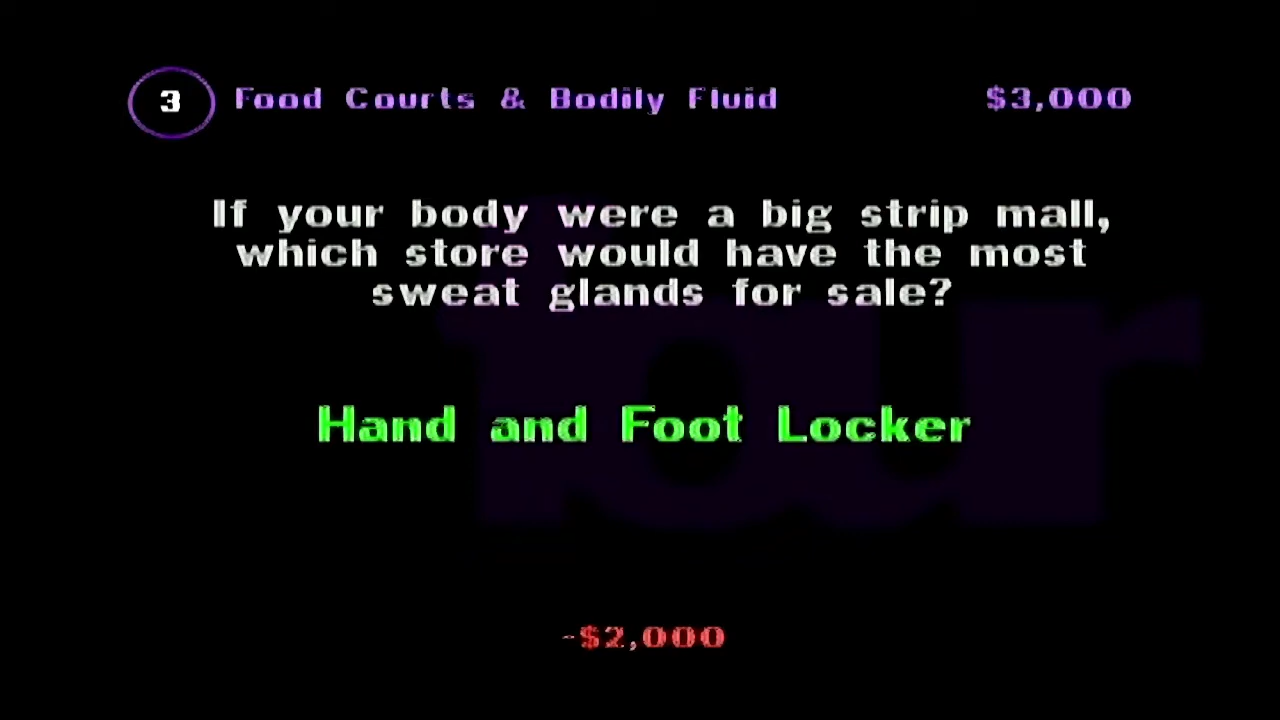 3 Food Courts & Bodily Fluid $3,000
If your body were a big strip mall,
which store would have the most
sweat glands for sale?
Hand and Foot Locker
-$2,000